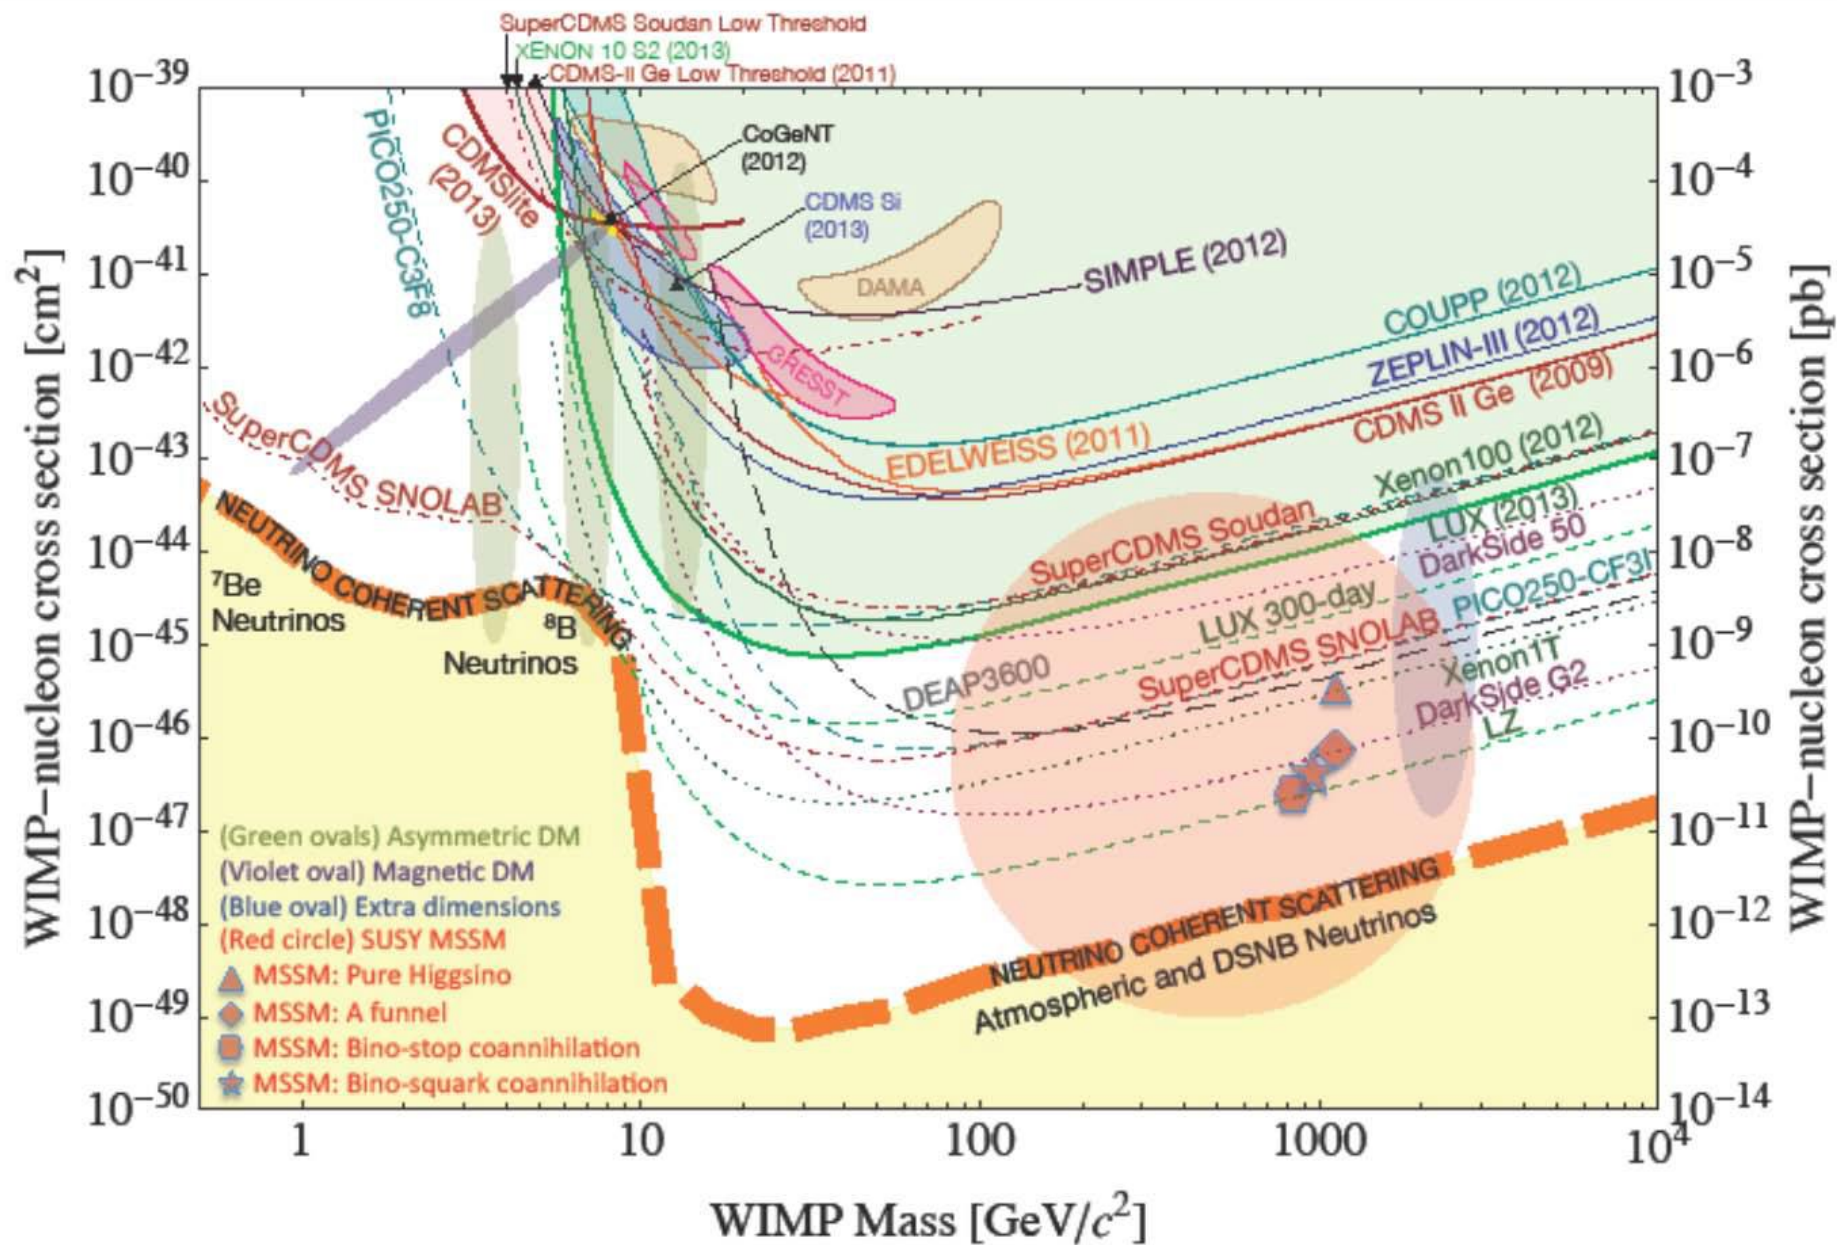 SuperCDMS Soudan Low Threshold
XENON 10 S2 (2013)
CDMS-II Ge Low Threshold (2011)
10−39
10−40
10−41
10−42
10−43
10−44
10−45
10−46
10−47
10−48
10−49
10−50
WIMP−nucleon cross section [cm2]
10−3
10−4
10−5
10−6
10−7
10−8
10−9
10−10
10−11
10−12
10−13
10−14
WIMP−nucleon cross section [pb]
PICO250-C3F8
CDMSlite
(2013)
CoGeNT
(2012)
CDMS Si
(2013)
DAMA
SIMPLE (2012)
COUPP (2012)
ZEPLIN-III (2012)
CRESST
CDMS II Ge (2009)
EDELWEISS (2011)
Xenon100 (2012)
SuperCDMS SNOLAB
LUX (2013)
SuperCDMS Soudan
DarkSide 50
NEUTRINO COHERENT SCATTERING
7Be
Neutrinos
8B
Neutrinos
PICO250-CF3I
LUX 300-day
SuperCDMS SNOLAB
DEAP3600
Xenon1T
DarkSide G2
LZ
NEUTRINO COHERENT SCATTERING
Atmospheric and DSNB Neutrinos
(Green ovals) Asymmetric DM
(Violet oval) Magnetic DM
(Blue oval) Extra dimensions
(Red circle) SUSY MSSM
MSSM: Pure Higgsino
MSSM: A funnel
MSSM: Bino-stop coannihilation
MSSM: Bino-squark coannihilation
1
10
100
1000
104
WIMP Mass [GeV/c2]